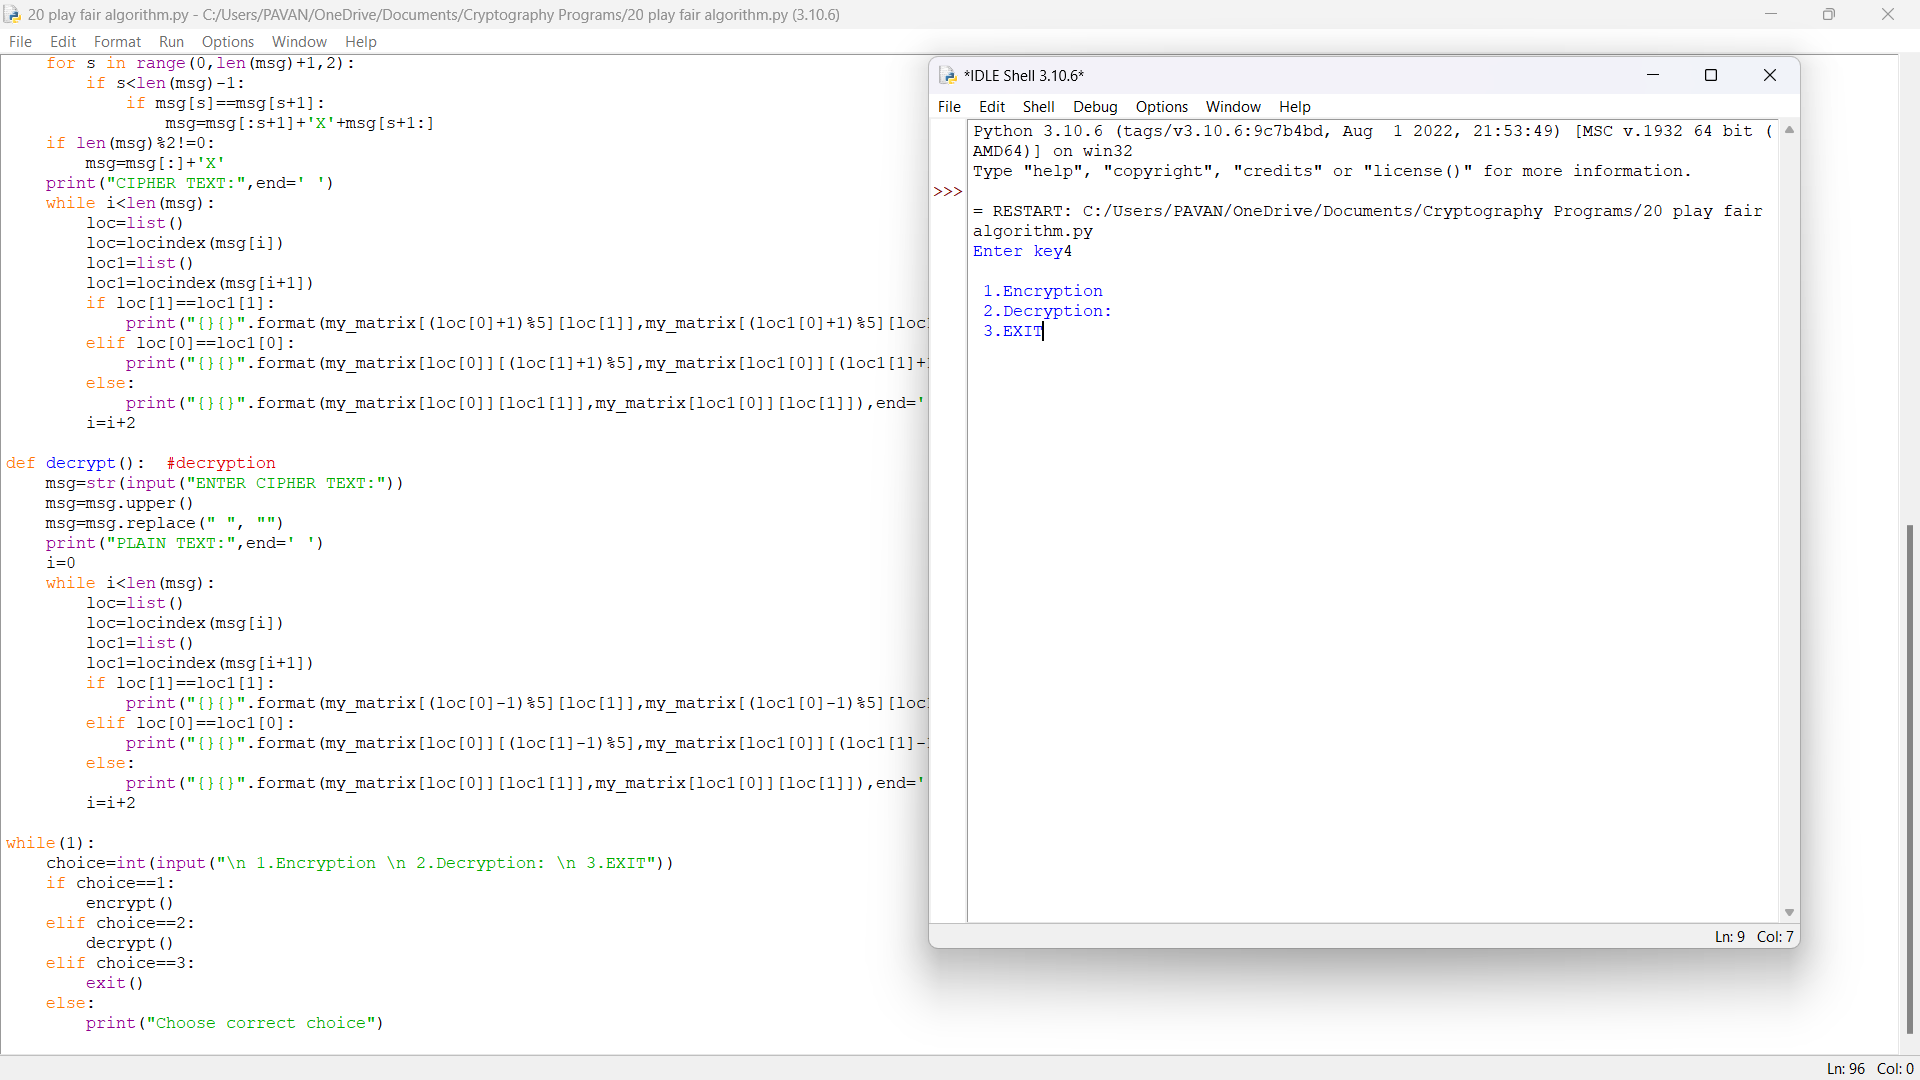 20 play fair algorithm.py - C:/Users/PAVAN/OneDrive/Documents/Cryptography Programs/20 play fair algorithm.py (3.10.6)
File Edit Format Run Options Window Help
    for s in range(0,len(msg)+1,2):
        if s<len(msg)-1:
            if msg[s]==msg[s+1]:
                msg=msg[:s+1]+'X'+msg[s+1:]
    if len(msg)%2!=0:
        msg=msg[:]+'X'
    print("CIPHER TEXT:",end=' ')
    while i<len(msg):
        loc=list()
        loc=locindex(msg[i])
        loc1=list()
        loc1=locindex(msg[i+1])
        if loc[1]==loc1[1]:
            print("{}{}".format(my_matrix[(loc[0]+1)%5][loc[1]],my_matrix[(loc1[0]+1)%5][loc
        elif loc[0]==loc1[0]:
            print("{}{}".format(my_matrix[loc[0]][(loc[1]+1)%5],my_matrix[loc1[0]][(loc1[1]+
        else:
            print("{}{}".format(my_matrix[loc[0]][loc1[1]],my_matrix[loc1[0]][loc[1]]),end='
        i=i+2
def decrypt():  #decryption
    msg=str(input("ENTER CIPHER TEXT:"))
    msg=msg.upper()
    msg=msg.replace(" ", "")
    print("PLAIN TEXT:",end=' ')
    i=0
    while i<len(msg):
        loc=list()
        loc=locindex(msg[i])
        loc1=list()
        loc1=locindex(msg[i+1])
        if loc[1]==loc1[1]:
            print("{}{}".format(my_matrix[(loc[0]-1)%5][loc[1]],my_matrix[(loc1[0]-1)%5][loc
        elif loc[0]==loc1[0]:
            print("{}{}".format(my_matrix[loc[0]][(loc[1]-1)%5],my_matrix[loc1[0]][(loc1[1]-
        else:
            print("{}{}".format(my_matrix[loc[0]][loc1[1]],my_matrix[loc1[0]][loc[1]]),end='
        i=i+2
while(1):
    choice=int(input("\n 1.Encryption \n 2.Decryption: \n 3.EXIT"))
    if choice==1:
        encrypt()
    elif choice==2:
        decrypt()
    elif choice==3:
        exit()
    else:
        print("Choose correct choice")
Ln: 96 Col: 0
*IDLE Shell 3.10.6*
File Edit Shell Debug Options Window Help
Python 3.10.6 (tags/v3.10.6:9c7b4bd, Aug  1 2022, 21:53:49) [MSC v.1932 64 bit (
AMD64)] on win32
Type "help", "copyright", "credits" or "license()" for more information.
>>>
= RESTART: C:/Users/PAVAN/OneDrive/Documents/Cryptography Programs/20 play fair
algorithm.py
Enter key4
 1.Encryption
 2.Decryption:
 3.EXIT
Ln: 9 Col: 7